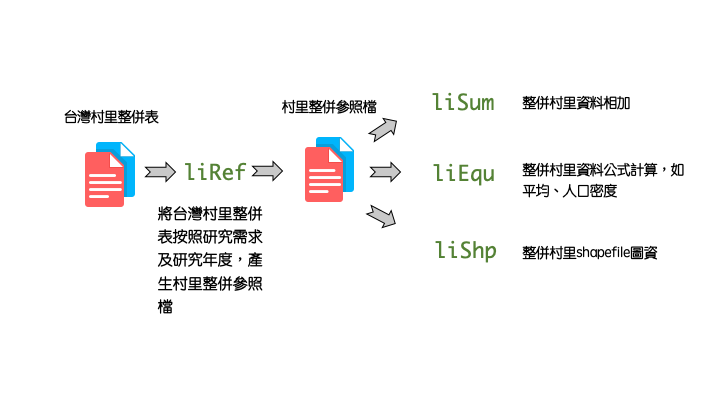 台灣村里整併表
liRef
將台灣村里整併
表按照研究需求
及研究年度，產
生村里整併參照
檔
村里整併參照檔
liSum
整併村里資料相加
liEqu
整併村里資料公式計算，如
平均、人口密度
liShp
整併村里shapefile圖資